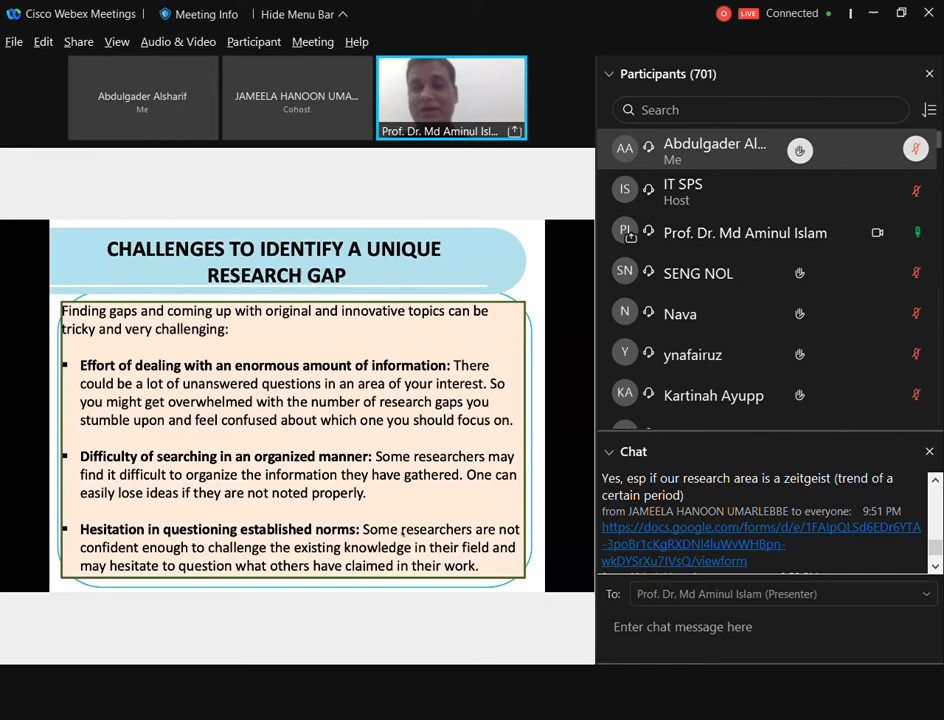 Cisco Webex Meetings
Meeting Info
Hide Menu Bar
LIVE
Connected
File Edit Share View Audio & Video Participant Meeting Help
Abdulgader Alsharif
Me
JAMEELA HANOON UMA...
Cohost
Prof. Dr. Md Aminul Isl...
CHALLENGES TO IDENTIFY A UNIQUE
RESEARCH GAP
Finding gaps and coming up with original and innovative topics can be
tricky and very challenging:
▪ Effort of dealing with an enormous amount of information: There
could be a lot of unanswered questions in an area of your interest. So
you might get overwhelmed with the number of research gaps you
stumble upon and feel confused about which one you should focus on.
▪ Difficulty of searching in an organized manner: Some researchers may
find it difficult to organize the information they have gathered. One can
easily lose ideas if they are not noted properly.
▪ Hesitation in questioning established norms: Some researchers are not
confident enough to challenge the existing knowledge in their field and
may hesitate to question what others have claimed in their work.
Participants (701)
Search
AA Abdulgader Al...
Me
IS IT SPS
Host
PI Prof. Dr. Md Aminul Islam
SN SENG NOL
N Nava
Y ynafairuz
KA Kartinah Ayupp
Chat
Yes, esp if our research area is a zeitgeist (trend of a
certain period)
from JAMEELA HANOON UMARLEBBE to everyone: 9:51 PM
https://docs.google.com/forms/d/e/1FAIpQLSd6EDr6YTA
-3poBr1cKgRXDNl4luWvWHBpn-
wkDYSrXu7IVsQ/viewform
To: Prof. Dr. Md Aminul Islam (Presenter)
Enter chat message here